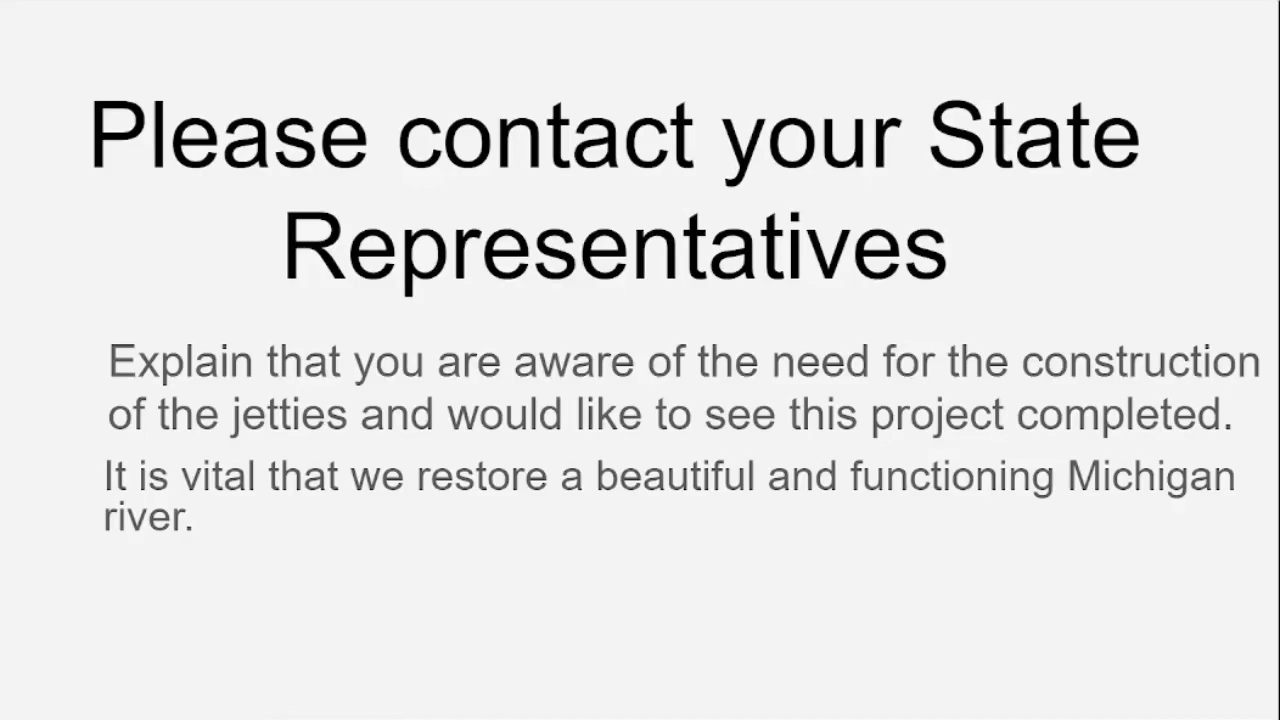 Please contact your State
Representatives
Explain that you are aware of the need for the construction
of the jetties and would like to see this project completed.
It is vital that we restore a beautiful and functioning Michigan
river.